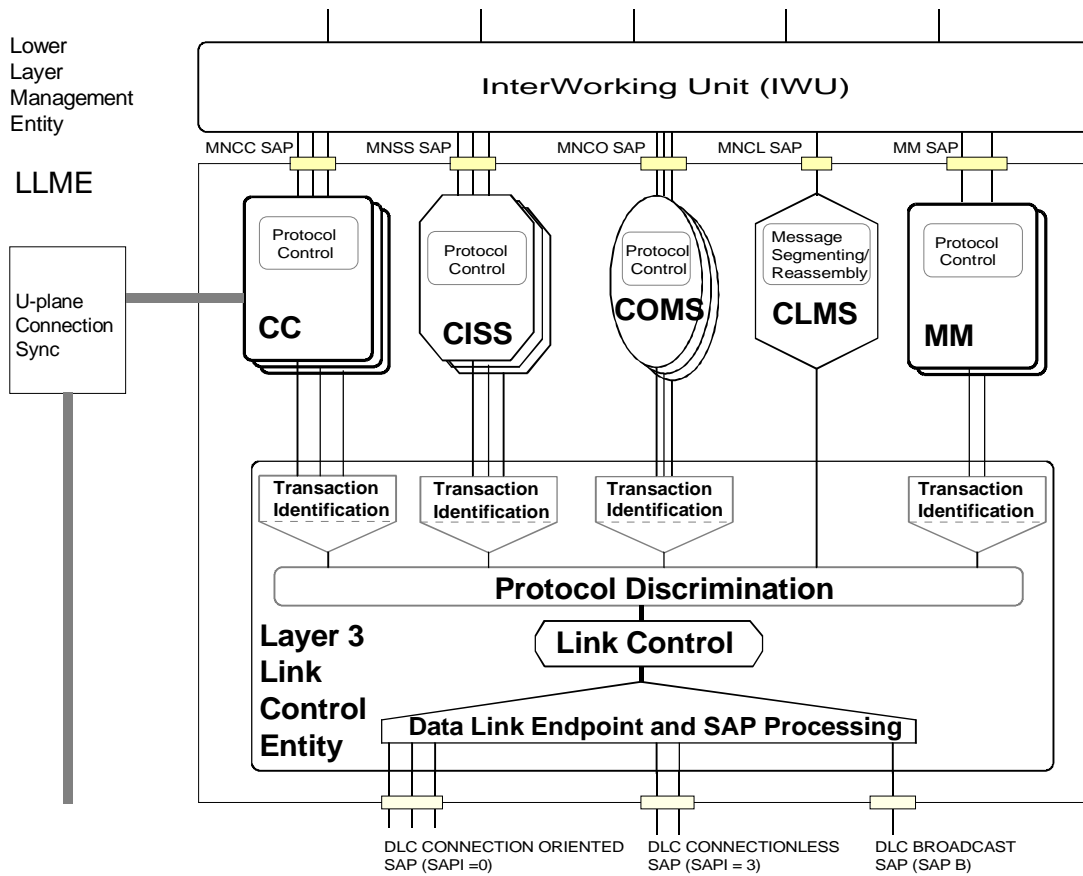 Lower
Layer
Management
Entity
LLME
InterWorking Unit (IWU)
MNCC SAP
MNSS SAP
MNCO SAP
MNCL SAP
MM SAP
Protocol
Control
CC
Protocol
Control
CISS
Protocol
Control
COMS
Message
Segmenting/
Reassembly
CLMS
Protocol
Control
MM
U-plane
Connection
Sync
Transaction
Identification
Transaction
Identification
Transaction
Identification
Transaction
Identification
Protocol Discrimination
Link Control
Layer 3
Link
Control
Entity
Data Link Endpoint and SAP Processing
DLC CONNECTION ORIENTED
SAP (SAPI =0)
DLC CONNECTIONLESS
SAP (SAPI = 3)
DLC BROADCAST
SAP (SAP B)